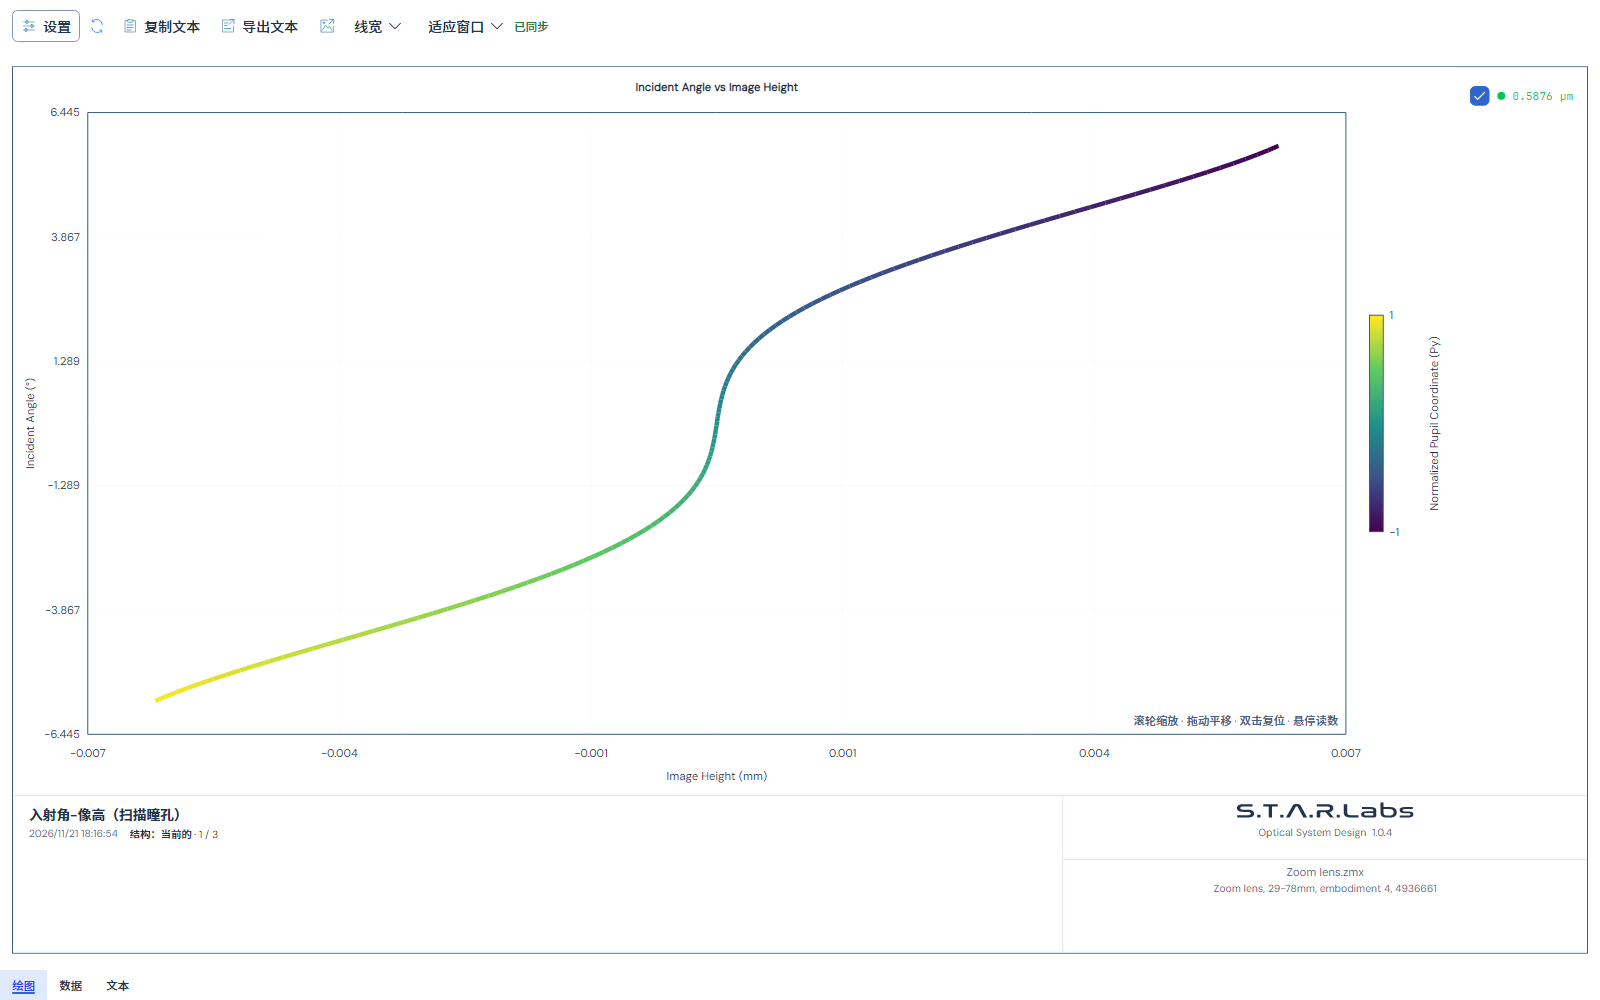 设置 复制文本 导出文本 线宽 适应窗口 已同步
Incident Angle vs Image Height
0.5876 µm
6.445
3.867
1.289
-1.289
-3.867
-6.445
Incident Angle (°)
-0.007 -0.004 -0.001 0.001 0.004 0.007
Image Height (mm)
滚轮缩放 · 拖动平移 · 双击复位 · 悬停读数
1
-1
Normalized Pupil Coordinate (Py)
入射角-像高（扫描瞳孔）
2026/11/21 18:16:54 结构：当前的 · 1 / 3
S.T.A.R.Labs
Optical System Design 1.0.4
Zoom lens.zmx
Zoom lens, 29-78mm, embodiment 4, 4936661
绘图 数据 文本